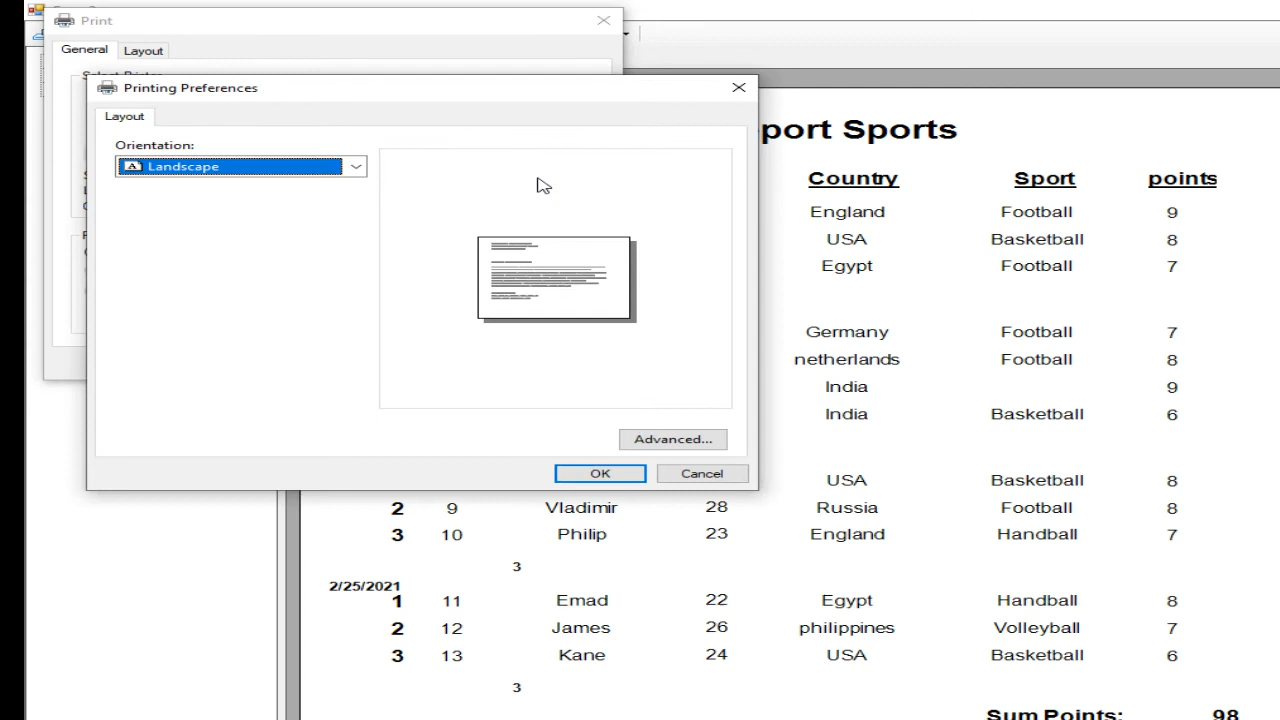 Print
General Layout
Printing Preferences
Layout
Orientation:
Landscape
Advanced...
OK Cancel
port Sports
Country Sport points
England Football 9
USA Basketball 8
Egypt Football 7
Germany Football 7
netherlands Football 8
India 9
India Basketball 6
USA Basketball 8
2 9 Vladimir 28 Russia Football 8
3 10 Philip 23 England Handball 7
3
2/25/2021
1 11 Emad 22 Egypt Handball 8
2 12 James 26 philippines Volleyball 7
3 13 Kane 24 USA Basketball 6
3
Sum Points: 98